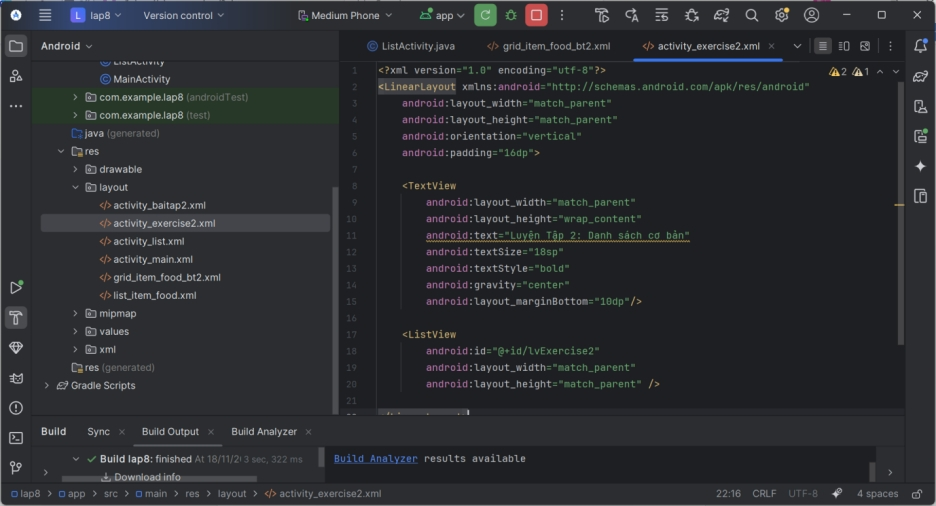 lap8
Version control
Medium Phone
app
Android
ListActivity.java
grid_item_food_bt2.xml
activity_exercise2.xml
ListActivity
MainActivity
com.example.lap8 (androidTest)
com.example.lap8 (test)
java (generated)
res
drawable
layout
activity_baitap2.xml
activity_exercise2.xml
activity_list.xml
activity_main.xml
grid_item_food_bt2.xml
list_item_food.xml
mipmap
values
xml
res (generated)
Gradle Scripts
2 1
1 <?xml version="1.0" encoding="utf-8"?>
2 <LinearLayout xmlns:android="http://schemas.android.com/apk/res/android"
3 android:layout_width="match_parent"
4 android:layout_height="match_parent"
5 android:orientation="vertical"
6 android:padding="16dp">
7
8 <TextView
9 android:layout_width="match_parent"
10 android:layout_height="wrap_content"
11 android:text="Luyện Tập 2: Danh sách cơ bản"
12 android:textSize="18sp"
13 android:textStyle="bold"
14 android:gravity="center"
15 android:layout_marginBottom="10dp"/>
16
17 <ListView
18 android:id="@+id/lvExercise2"
19 android:layout_width="match_parent"
20 android:layout_height="match_parent" />
21
Build
Sync
Build Output
Build Analyzer
Build lap8: finished At 18/11/2 3 sec, 322 ms
Download info
Build Analyzer results available
lap8 > app > src > main > res > layout > activity_exercise2.xml
22:16 CRLF UTF-8 4 spaces